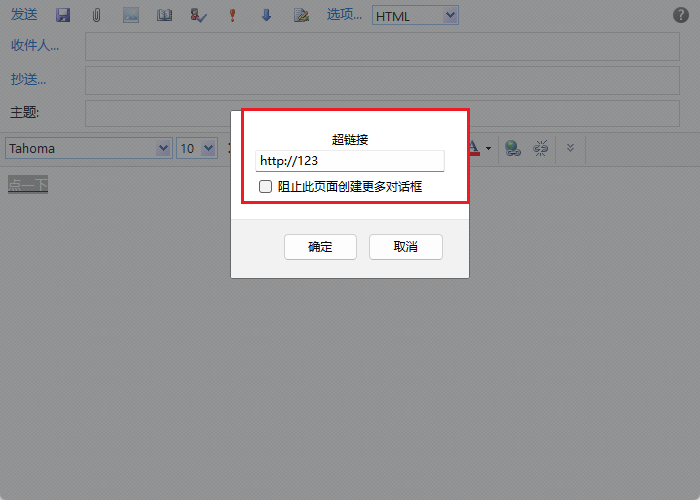 发送 选项... HTML
收件人...
抄送...
主题:
Tahoma 10
点一下
超链接
http://123
阻止此页面创建更多对话框
确定 取消